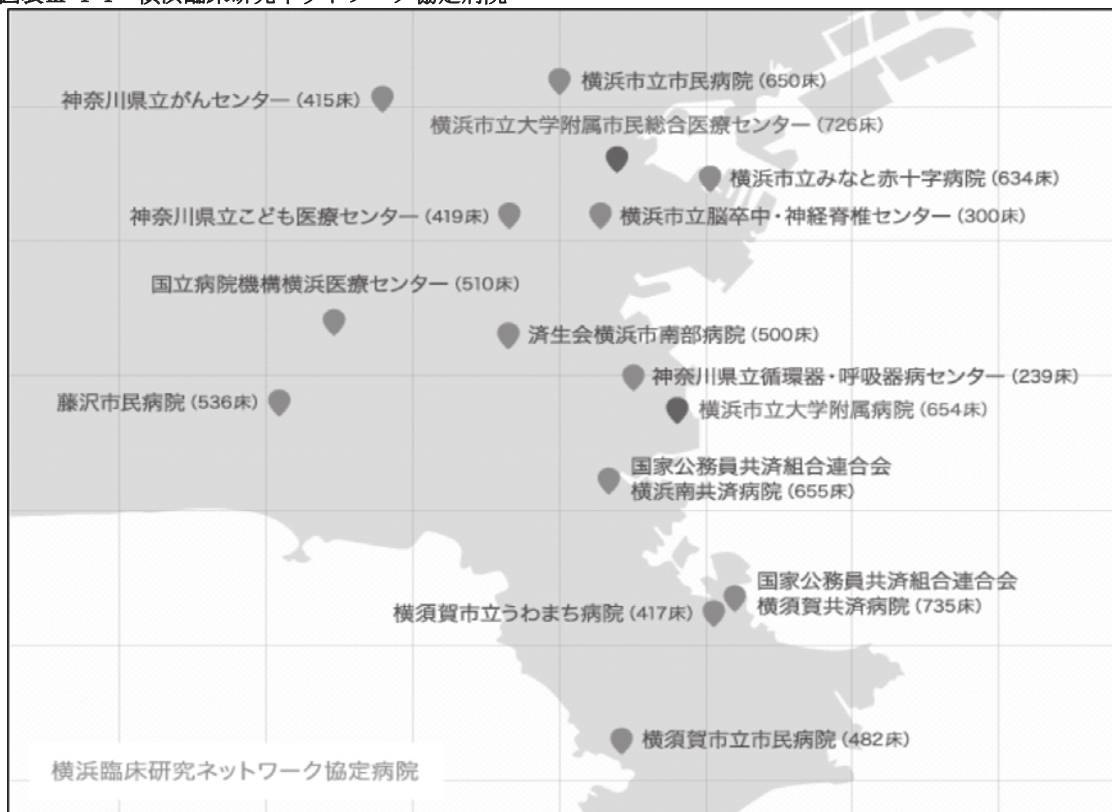 横浜市立市民病院（650床）
神奈川県立がんセンター（415床）
横浜市立大学附属市民総合医療センター（726床）
横浜市立みなと赤十字病院（634床）
神奈川県立こども医療センター（419床）
横浜市立脳卒中・神経脊椎センター（300床）
国立病院機構横浜医療センター（510床）
済生会横浜市南部病院（500床）
神奈川県立循環器・呼吸器病センター（239床）
藤沢市民病院（536床）
横浜市立大学附属病院（654床）
国家公務員共済組合連合会
横浜南共済病院（655床）
国家公務員共済組合連合会
横須賀共済病院（735床）
横須賀市立うわまち病院（417床）
横須賀市立市民病院（482床）
横浜臨床研究ネットワーク協定病院